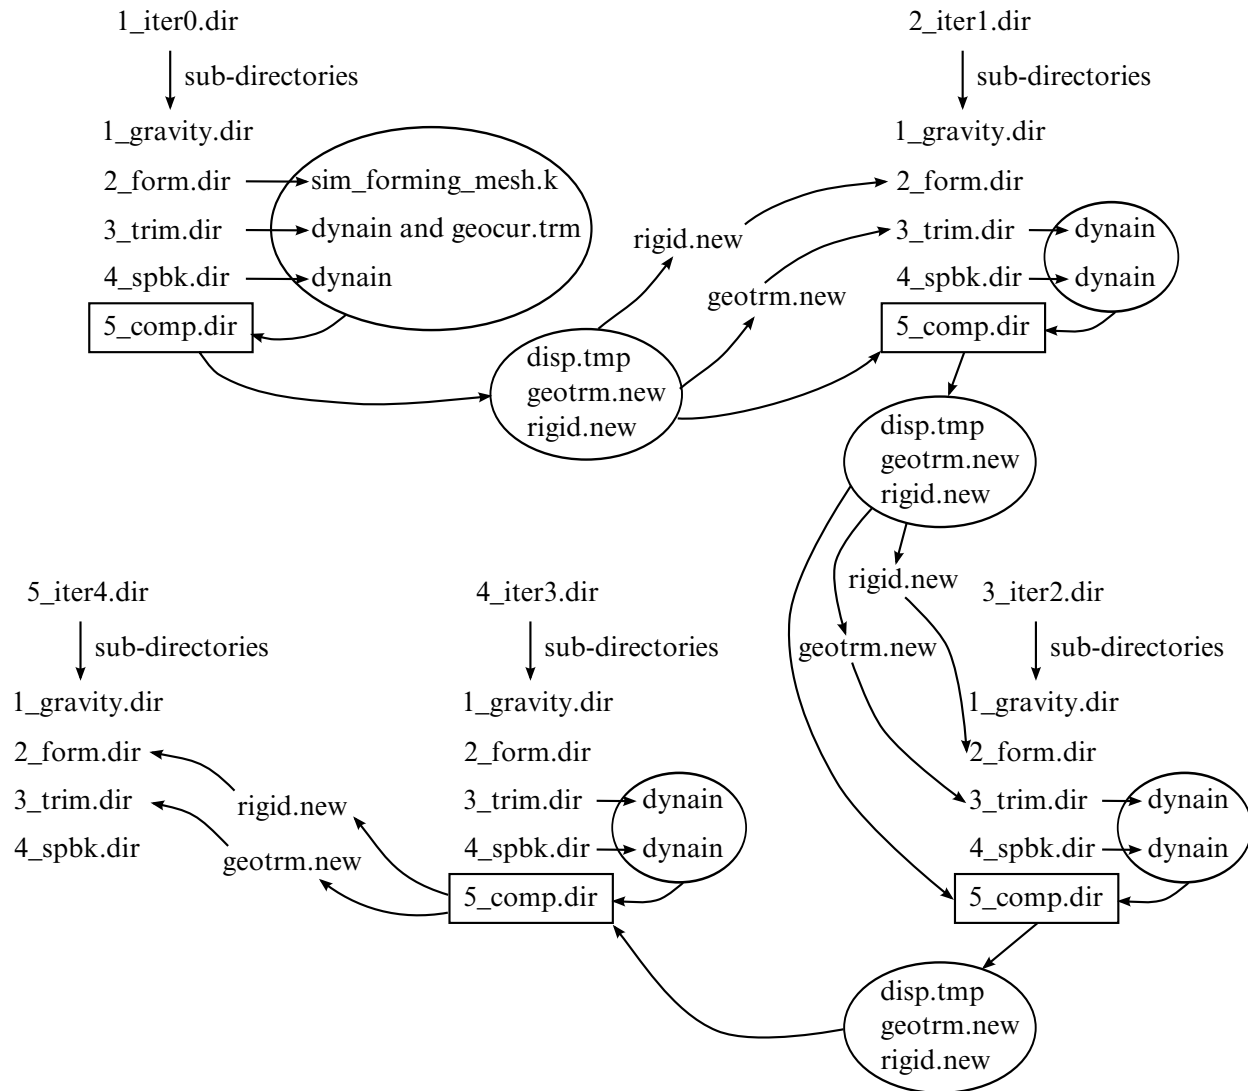 1_iter0.dir
sub-directories
1_gravity.dir
2_form.dir
sim_forming_mesh.k
3_trim.dir
dynain and geocur.trm
4_spbk.dir
dynain
5_comp.dir
disp.tmp
geotrm.new
rigid.new
rigid.new
geotrm.new
2_iter1.dir
sub-directories
1_gravity.dir
2_form.dir
3_trim.dir
dynain
4_spbk.dir
dynain
5_comp.dir
disp.tmp
geotrm.new
rigid.new
rigid.new
geotrm.new
3_iter2.dir
sub-directories
1_gravity.dir
2_form.dir
3_trim.dir
dynain
4_spbk.dir
dynain
5_comp.dir
disp.tmp
geotrm.new
rigid.new
4_iter3.dir
sub-directories
1_gravity.dir
2_form.dir
3_trim.dir
dynain
4_spbk.dir
dynain
5_comp.dir
rigid.new
geotrm.new
5_iter4.dir
sub-directories
1_gravity.dir
2_form.dir
3_trim.dir
4_spbk.dir